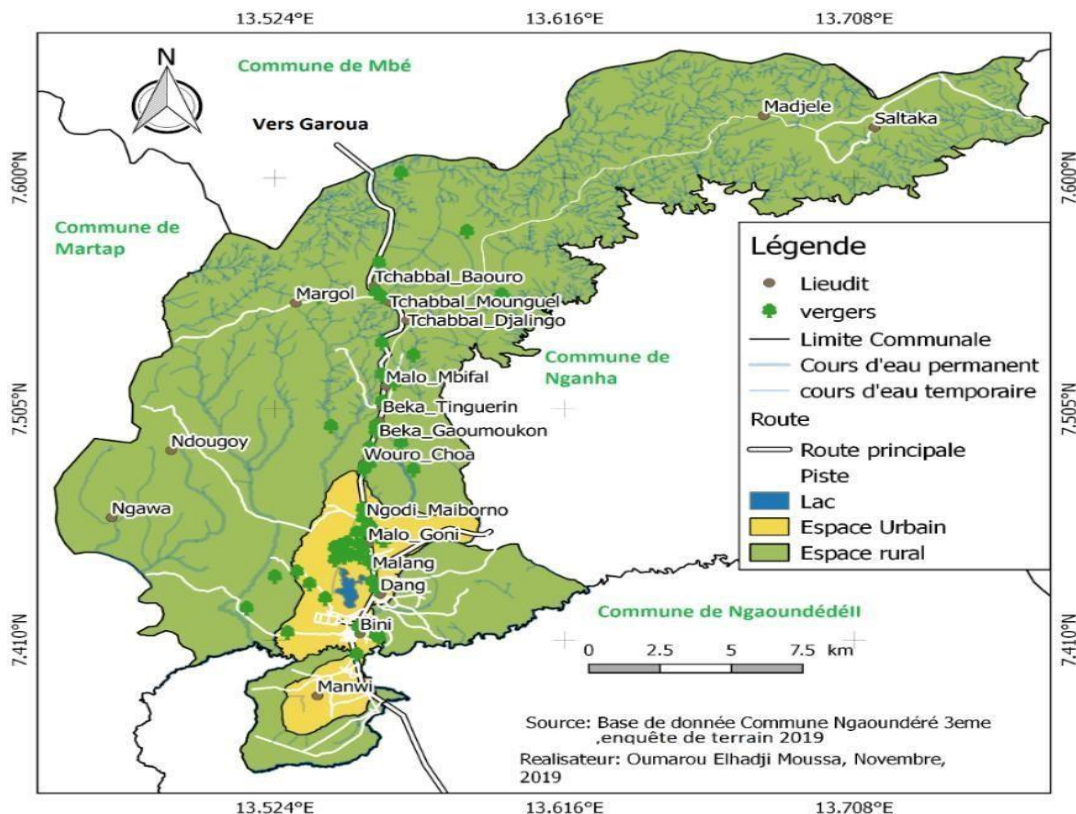 13.524°E 13.616°E 13.708°E
N
Commune de Mbé
Vers Garoua
Madjele
Saltaka
7.600°N 7.600°N
Commune de
Martap
Légende
Lieudit
vergers
Limite Communale
Cours d'eau permanent
cours d'eau temporaire
Route
Route principale
Piste
Lac
Espace Urbain
Espace rural
Tchabbal_Baouro
Margol
Tchabbal_Mounguel
Tchabbal_Djalingo
Commune de
Nganha
Malo_Mbifal
7.505°N 7.505°N
Beka_Tinguerin
Beka_Gaoumoukon
Ndougoy
Wouro_Choa
Ngawa
Ngodi_Maiborno
Malo_Goni
Malang
Dang
Commune de NgaoundédéII
Bini
7.410°N 7.410°N
0 2.5 5 7.5 km
Manwi
Source: Base de donnée Commune Ngaoundéré 3eme
,enquête de terrain 2019
Realisateur: Oumarou Elhadji Moussa, Novembre,
2019
13.524°E 13.616°E 13.708°E